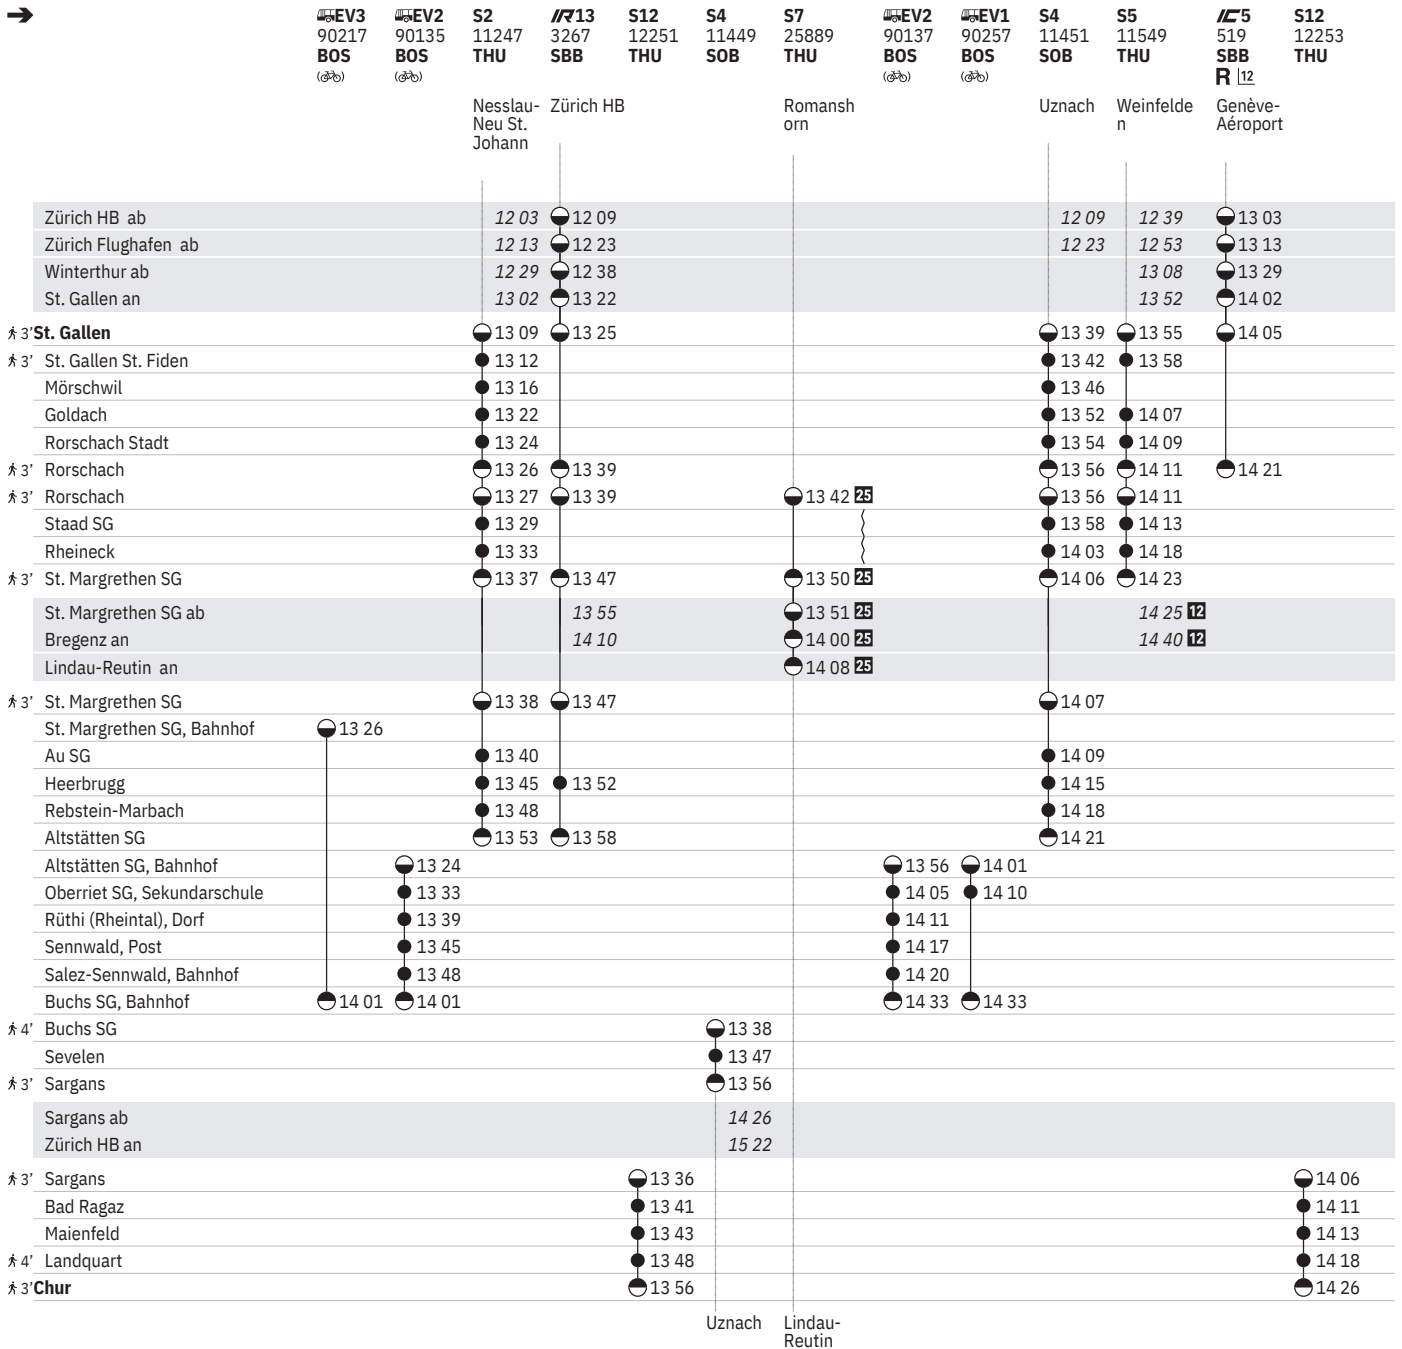 EV3 EV2 S2 IR13 S12 S4 S7 EV2 EV1 S4 S5 IC5 S12
90217 90135 11247 3267 12251 11449 25889 90137 90257 11451 11549 519 12253
BOS BOS THU SBB THU SOB THU BOS BOS SOB THU SBB THU
R 12
Nesslau- Zürich HB Romansh Uznach Weinfelde Genève-
Neu St. orn n Aéroport
Johann
Zürich HB ab 12 03 12 09 12 09 12 39 13 03
Zürich Flughafen ab 12 13 12 23 12 23 12 53 13 13
Winterthur ab 12 29 12 38 13 08 13 29
St. Gallen an 13 02 13 22 13 52 14 02
3' St. Gallen 13 09 13 25 13 39 13 55 14 05
3' St. Gallen St. Fiden 13 12 13 42 13 58
Mörschwil 13 16 13 46
Goldach 13 22 13 52 14 07
Rorschach Stadt 13 24 13 54 14 09
3' Rorschach 13 26 13 39 13 56 14 11 14 21
3' Rorschach 13 27 13 39 13 42 25 13 56 14 11
Staad SG 13 29 13 58 14 13
Rheineck 13 33 14 03 14 18
3' St. Margrethen SG 13 37 13 47 13 50 25 14 06 14 23
St. Margrethen SG ab 13 55 13 51 25 14 25 12
Bregenz an 14 10 14 00 25 14 40 12
Lindau-Reutin an 14 08 25
3' St. Margrethen SG 13 38 13 47 14 07
St. Margrethen SG, Bahnhof 13 26
Au SG 13 40 14 09
Heerbrugg 13 45 13 52 14 15
Rebstein-Marbach 13 48 14 18
Altstätten SG 13 53 13 58 14 21
Altstätten SG, Bahnhof 13 24 13 56 14 01
Oberriet SG, Sekundarschule 13 33 14 05 14 10
Rüthi (Rheintal), Dorf 13 39 14 11
Sennwald, Post 13 45 14 17
Salez-Sennwald, Bahnhof 13 48 14 20
Buchs SG, Bahnhof 14 01 14 01 14 33 14 33
4' Buchs SG 13 38
Sevelen 13 47
3' Sargans 13 56
Sargans ab 14 26
Zürich HB an 15 22
3' Sargans 13 36 14 06
Bad Ragaz 13 41 14 11
Maienfeld 13 43 14 13
4' Landquart 13 48 14 18
3' Chur 13 56 14 26
Uznach Lindau-
Reutin